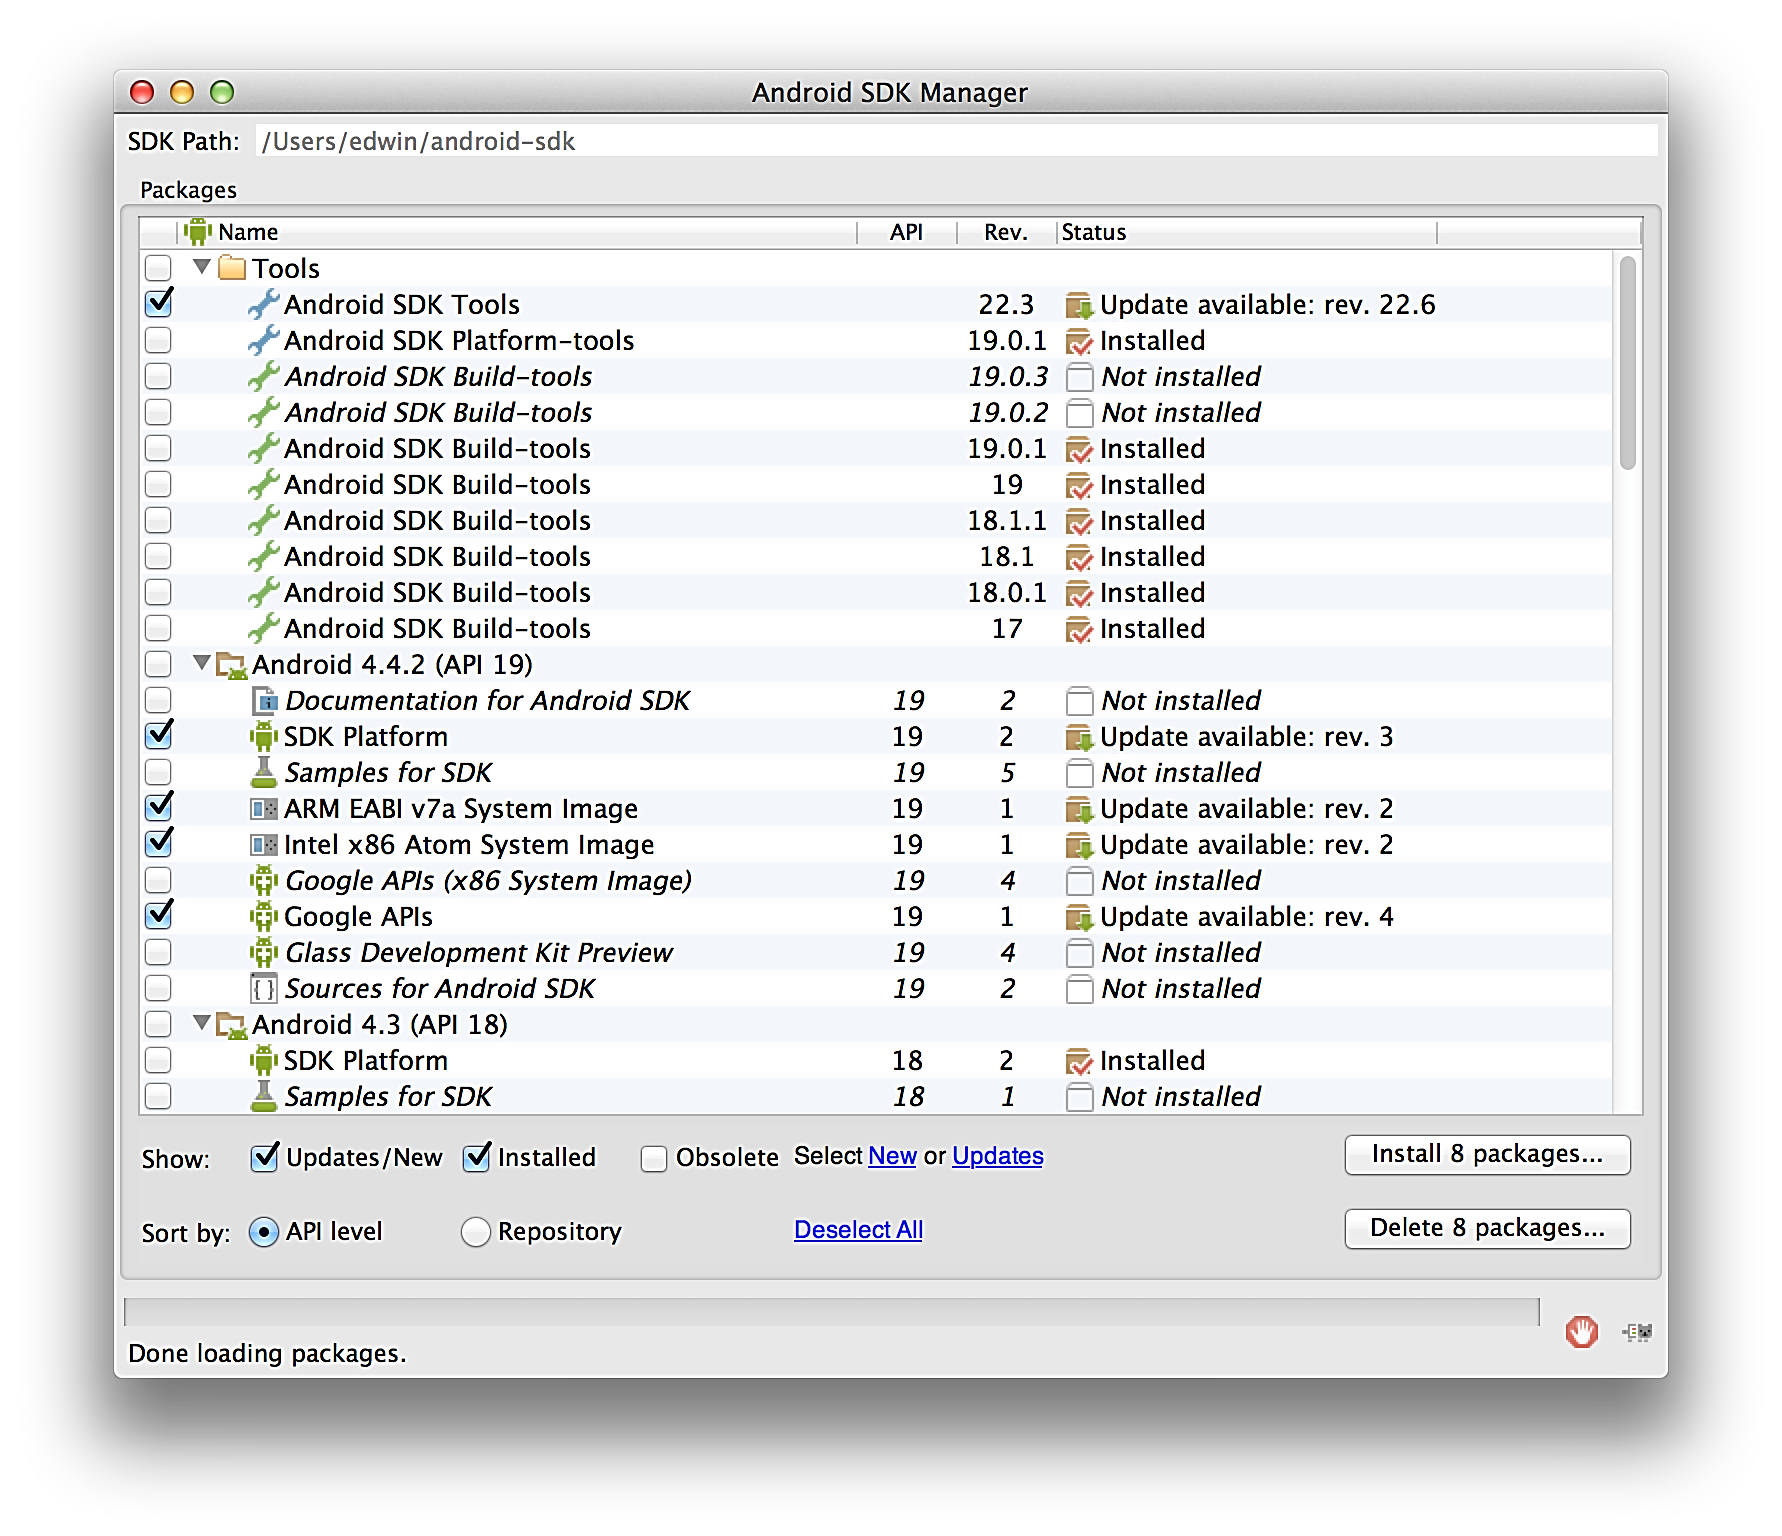 Android SDK Manager
SDK Path: /Users/edwin/android-sdk
Packages
Name API Rev. Status
Tools
Android SDK Tools 22.3 Update available: rev. 22.6
Android SDK Platform-tools 19.0.1 Installed
Android SDK Build-tools 19.0.3 Not installed
Android SDK Build-tools 19.0.2 Not installed
Android SDK Build-tools 19.0.1 Installed
Android SDK Build-tools 19 Installed
Android SDK Build-tools 18.1.1 Installed
Android SDK Build-tools 18.1 Installed
Android SDK Build-tools 18.0.1 Installed
Android SDK Build-tools 17 Installed
Android 4.4.2 (API 19)
Documentation for Android SDK 19 2 Not installed
SDK Platform 19 2 Update available: rev. 3
Samples for SDK 19 5 Not installed
ARM EABI v7a System Image 19 1 Update available: rev. 2
Intel x86 Atom System Image 19 1 Update available: rev. 2
Google APIs (x86 System Image) 19 4 Not installed
Google APIs 19 1 Update available: rev. 4
Glass Development Kit Preview 19 4 Not installed
Sources for Android SDK 19 2 Not installed
Android 4.3 (API 18)
SDK Platform 18 2 Installed
Samples for SDK 18 1 Not installed
Show: Updates/New Installed Obsolete Select New or Updates Install 8 packages...
Sort by: API level Repository Deselect All Delete 8 packages...
Done loading packages.